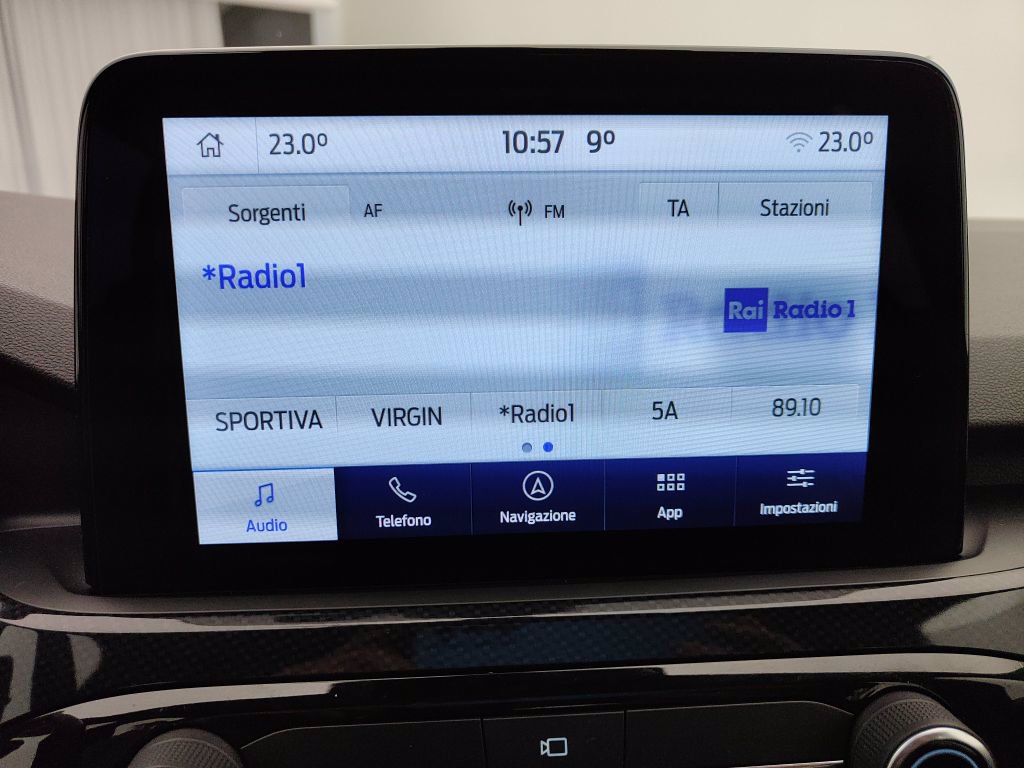 23.0° 10:57 9° 23.0°
Sorgenti AF FM TA Stazioni
*Radio1
Rai Radio 1
SPORTIVA VIRGIN *Radio1 5A 89.10
Audio Telefono Navigazione App Impostazioni